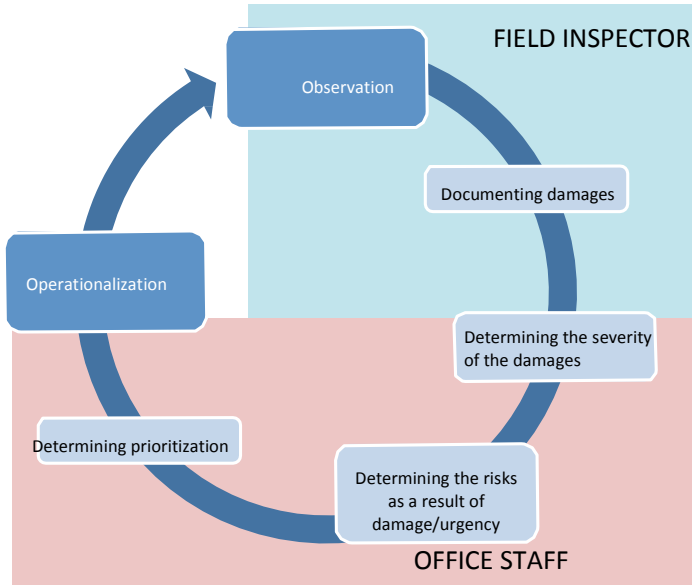 FIELD INSPECTOR
Observation
Documenting damages
Operationalization
Determining the severity
of the damages
Determining prioritization
Determining the risks
as a result of
damage/urgency
OFFICE STAFF